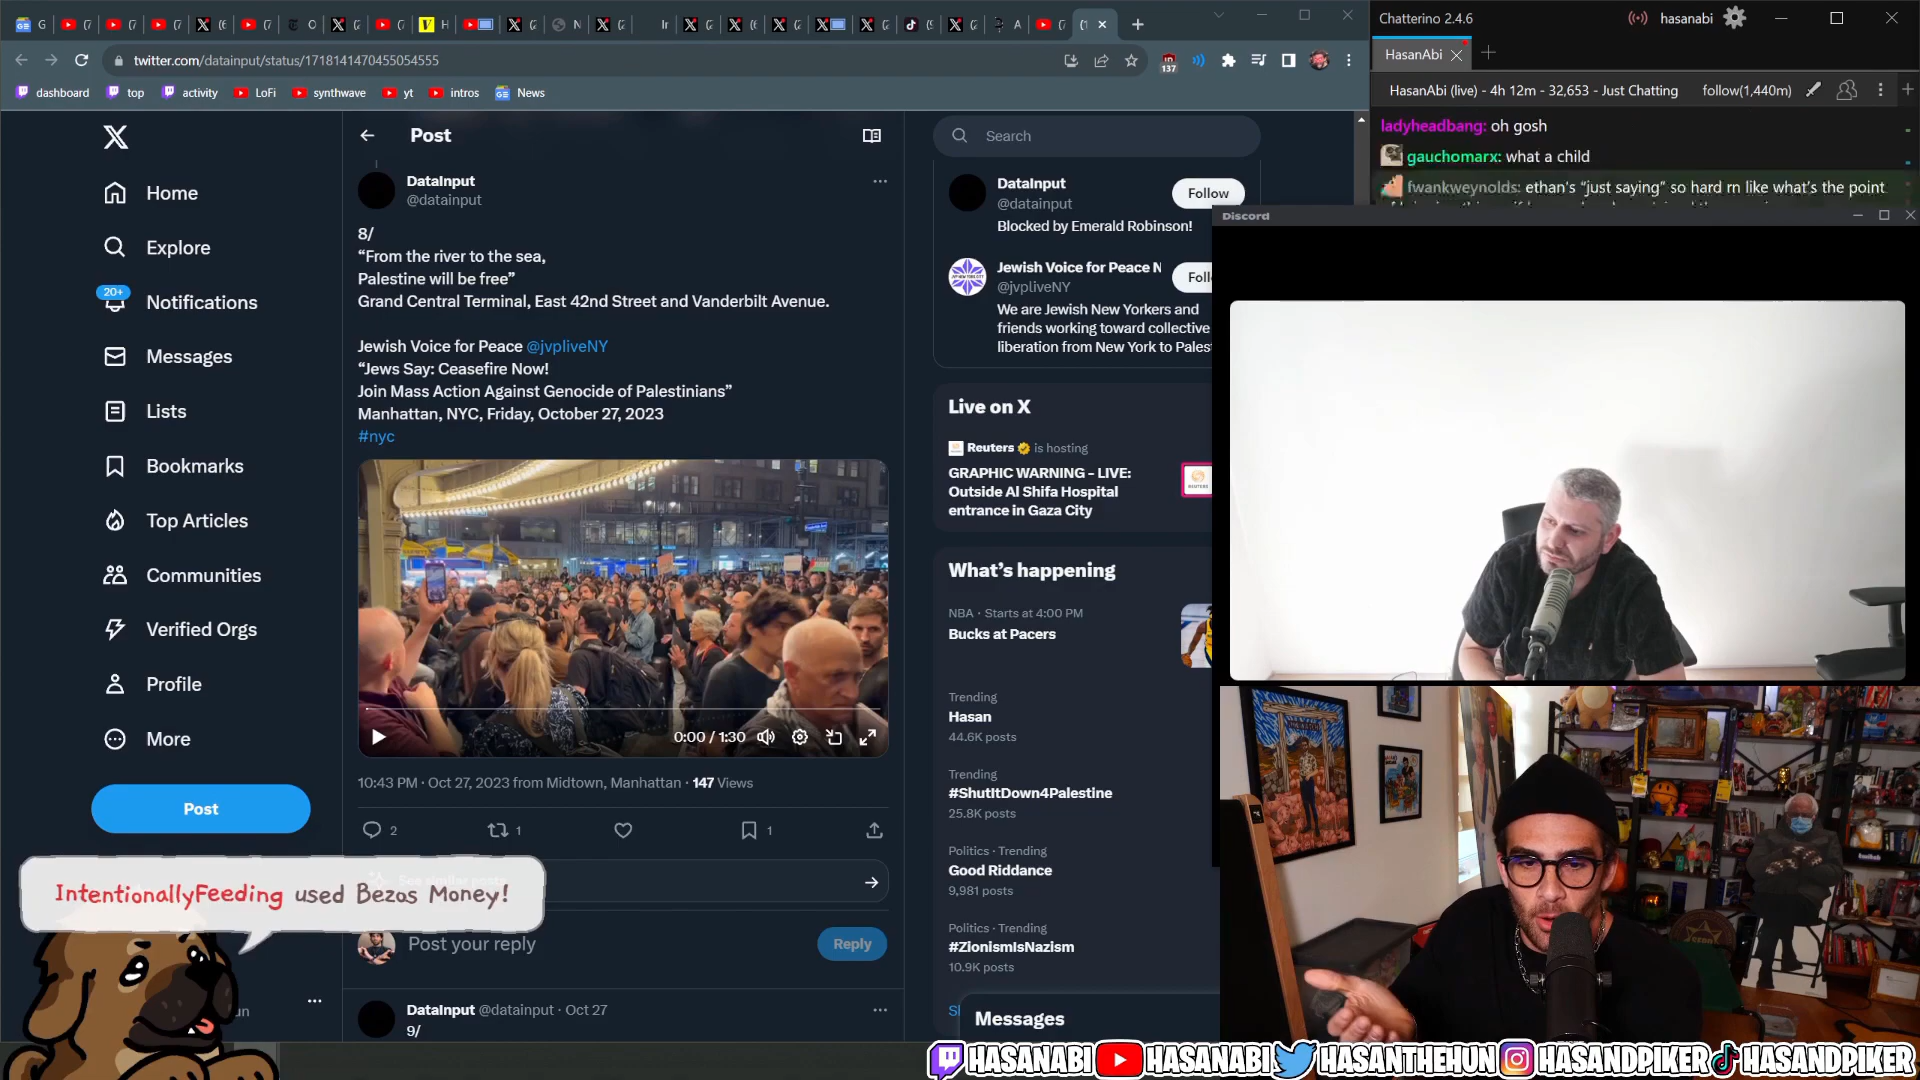 twitter.com/datainput/status/1718141470455054555
137
dashboard
top
activity
LoFi
synthwave
yt
intros
News
Chatterino 2.4.6
hasanabi
HasanAbi
HasanAbi (live) - 4h 12m - 32,653 - Just Chatting
follow(1,440m)
ladyheadbang: oh gosh
gauchomarx: what a child
fwankweynolds: ethan's "just saying" so hard rn like what's the point
Discord
Home
Explore
20+
Notifications
Messages
Lists
Bookmarks
Top Articles
Communities
Verified Orgs
Profile
More
Post
IntentionallyFeeding used Bezos Money!
Post
DataInput
@datainput
8/
“From the river to the sea,
Palestine will be free”
Grand Central Terminal, East 42nd Street and Vanderbilt Avenue.
Jewish Voice for Peace @jvpliveNY
“Jews Say: Ceasefire Now!
Join Mass Action Against Genocide of Palestinians”
Manhattan, NYC, Friday, October 27, 2023
#nyc
0:00 / 1:30
10:43 PM · Oct 27, 2023 from Midtown, Manhattan · 147 Views
2
1
1
Post your reply
Reply
DataInput @datainput · Oct 27
9/
Search
DataInput
@datainput
Follow
Blocked by Emerald Robinson!
Jewish Voice for Peace N
@jvpliveNY
Foll
We are Jewish New Yorkers and
friends working toward collective
liberation from New York to Pales
Live on X
Reuters is hosting
GRAPHIC WARNING - LIVE:
Outside Al Shifa Hospital
entrance in Gaza City
What’s happening
NBA · Starts at 4:00 PM
Bucks at Pacers
Trending
Hasan
44.6K posts
Trending
#ShutItDown4Palestine
25.8K posts
Politics · Trending
Good Riddance
9,981 posts
Politics · Trending
#ZionismIsNazism
10.9K posts
Messages
HASANABI
HASANABI
HASANTHEHUN
HASANDPIKER
HASANDPIKER